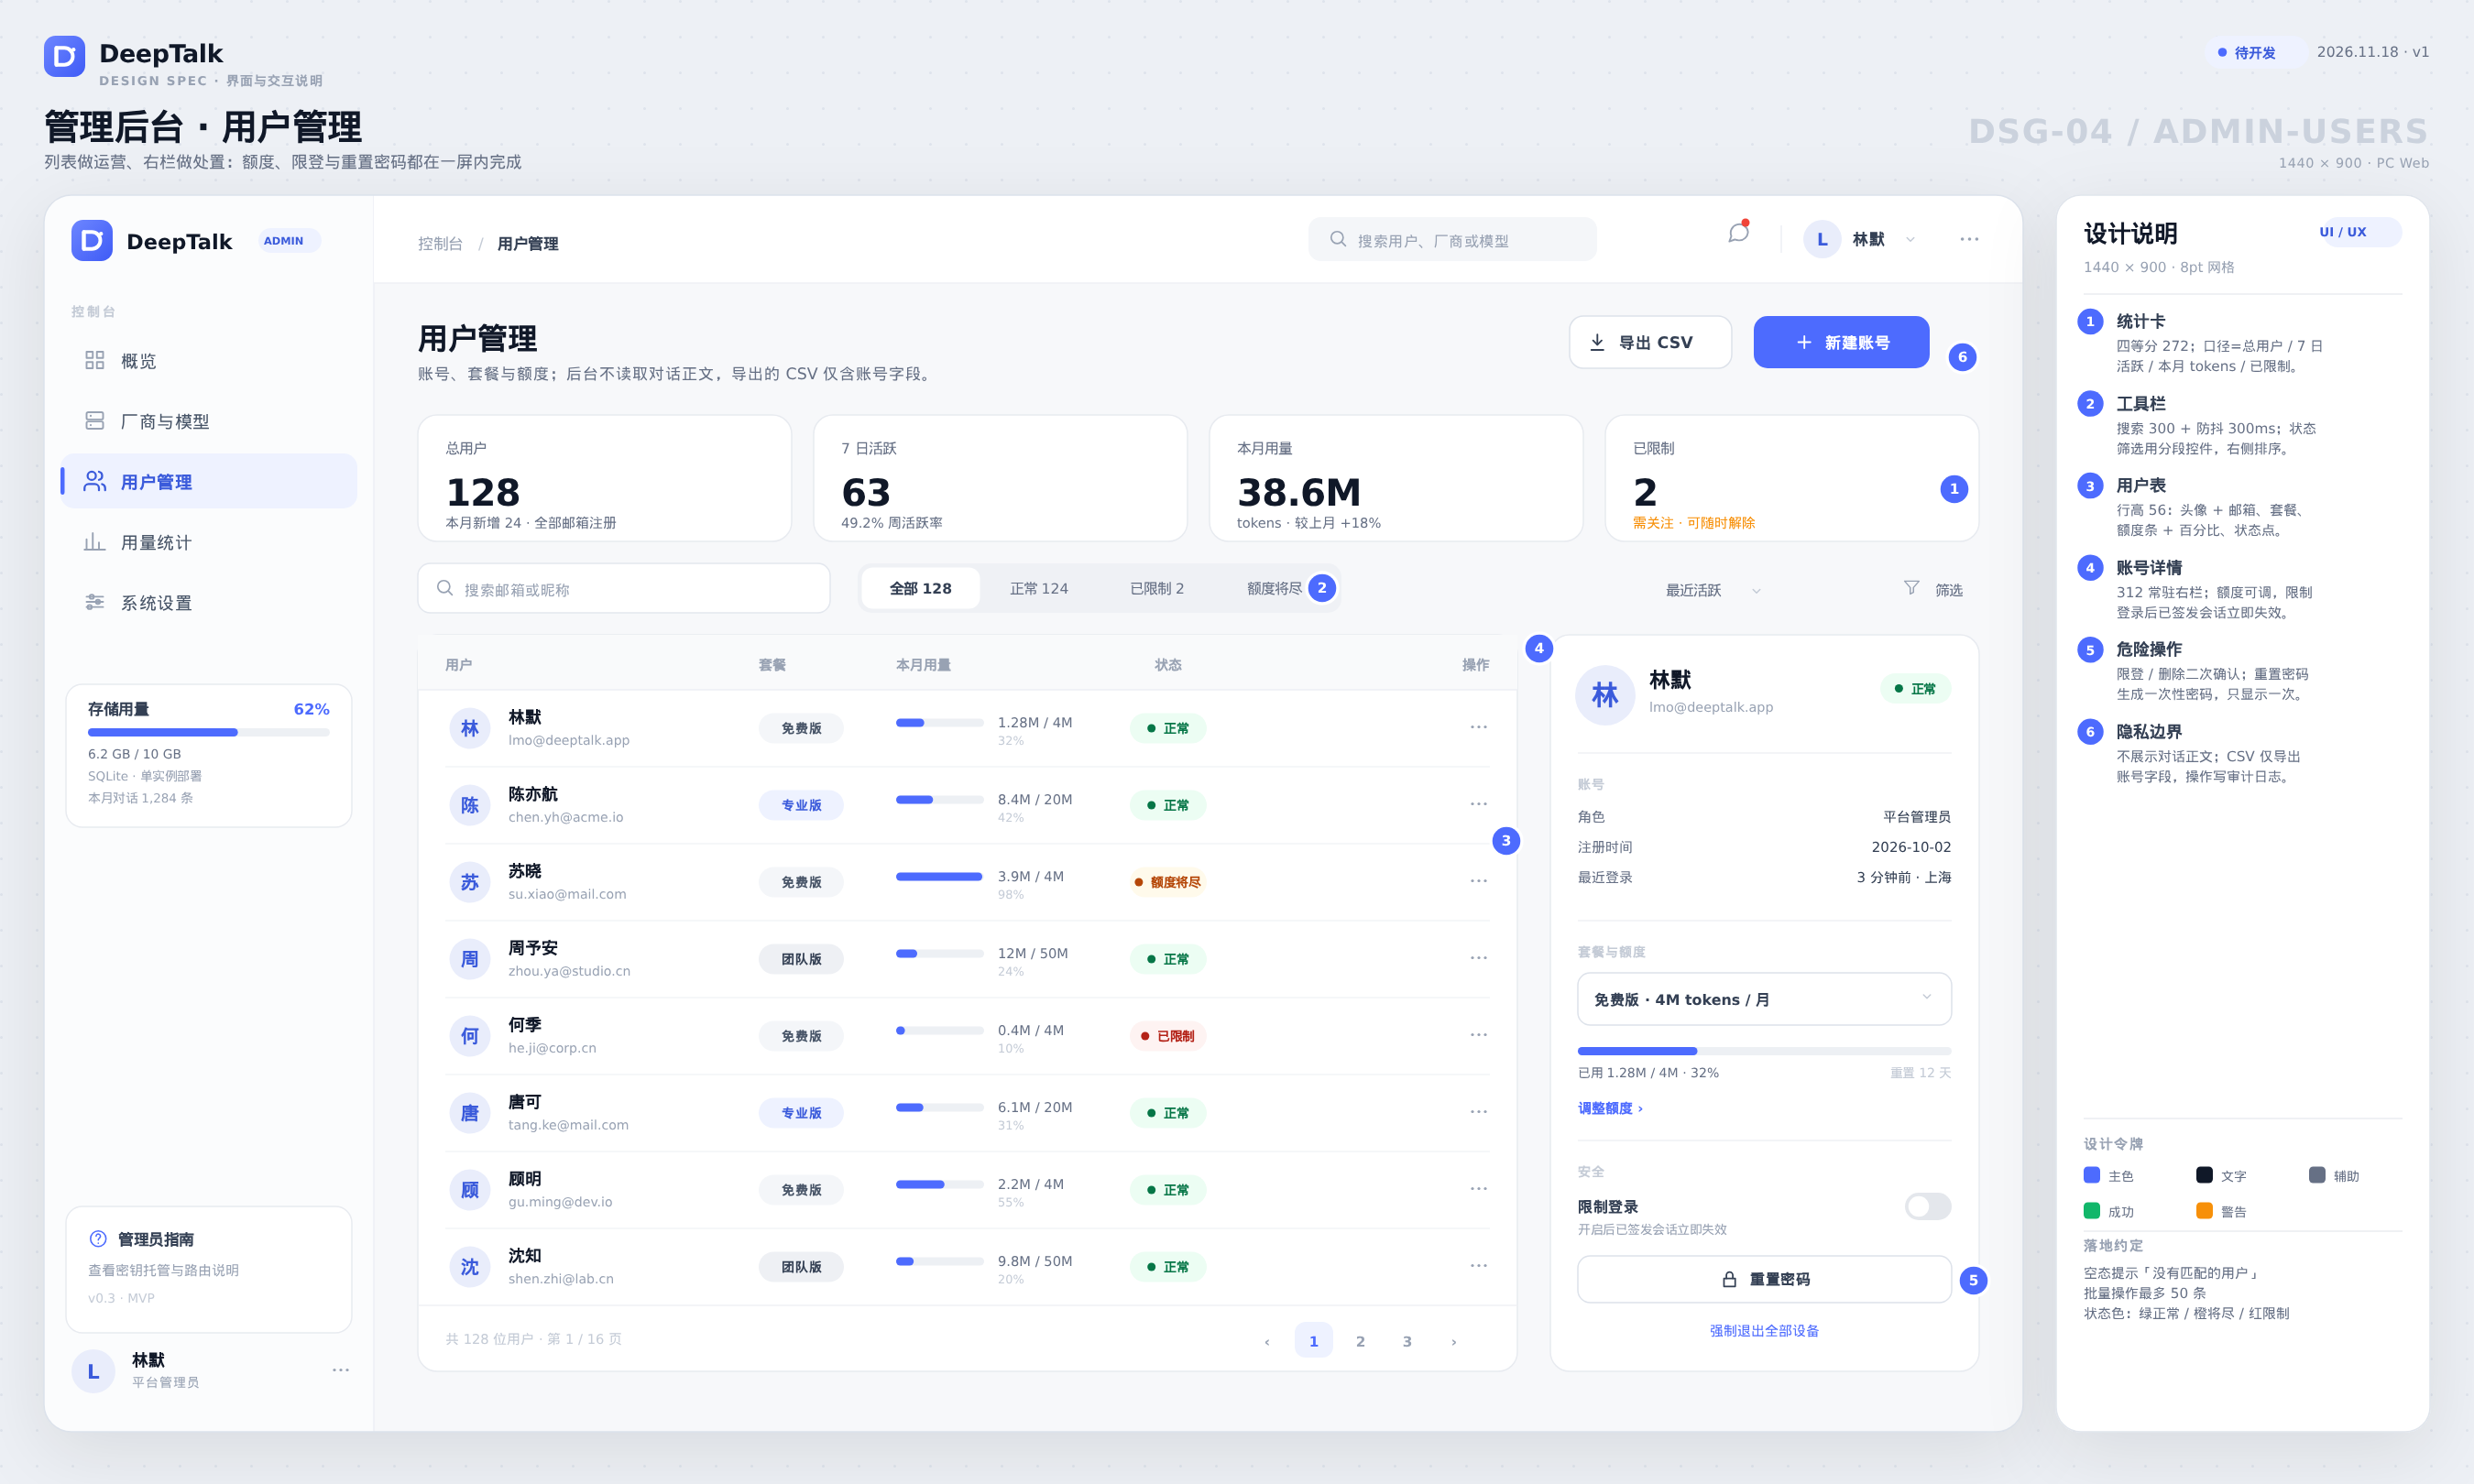 DeepTalk
DESIGN SPEC · 界面与交互说明
待开发
2026.11.18 · v1
管理后台 · 用户管理
列表做运营、右栏做处置：额度、限登与重置密码都在一屏内完成
DSG-04 / ADMIN-USERS
1440 × 900 · PC Web
DeepTalk
ADMIN
控制台
概览
厂商与模型
用户管理
用量统计
系统设置
存储用量 62%
6.2 GB / 10 GB
SQLite · 单实例部署
本月对话 1,284 条
管理员指南
查看密钥托管与路由说明
v0.3 · MVP
L
林默
平台管理员
···
控制台 / 用户管理
搜索用户、厂商或模型
L 林默
···
用户管理
账号、套餐与额度；后台不读取对话正文，导出的 CSV 仅含账号字段。
导出 CSV
+ 新建账号
6
总用户
128
本月新增 24 · 全部邮箱注册
7 日活跃
63
49.2% 周活跃率
本月用量
38.6M
tokens · 较上月 +18%
已限制
2
需关注 · 可随时解除
1
搜索邮箱或昵称
全部 128
正常 124
已限制 2
额度将尽
2
最近活跃
筛选
用户 套餐 本月用量 状态 操作
林 林默 免费版 1.28M / 4M 正常 ···
lmo@deeptalk.app 32%
陈 陈亦航 专业版 8.4M / 20M 正常 ···
chen.yh@acme.io 42%
3
苏 苏晓 免费版 3.9M / 4M 额度将尽 ···
su.xiao@mail.com 98%
周 周予安 团队版 12M / 50M 正常 ···
zhou.ya@studio.cn 24%
何 何季 免费版 0.4M / 4M 已限制 ···
he.ji@corp.cn 10%
唐 唐可 专业版 6.1M / 20M 正常 ···
tang.ke@mail.com 31%
顾 顾明 免费版 2.2M / 4M 正常 ···
gu.ming@dev.io 55%
沈 沈知 团队版 9.8M / 50M 正常 ···
shen.zhi@lab.cn 20%
共 128 位用户 · 第 1 / 16 页
‹ 1 2 3 ›
4
林
林默
lmo@deeptalk.app
正常
账号
角色 平台管理员
注册时间 2026-10-02
最近登录 3 分钟前 · 上海
套餐与额度
免费版 · 4M tokens / 月
已用 1.28M / 4M · 32% 重置 12 天
调整额度 ›
安全
限制登录
开启后已签发会话立即失效
重置密码
5
强制退出全部设备
设计说明
UI / UX
1440 × 900 · 8pt 网格
1 统计卡
四等分 272；口径=总用户 / 7 日
活跃 / 本月 tokens / 已限制。
2 工具栏
搜索 300 + 防抖 300ms；状态
筛选用分段控件，右侧排序。
3 用户表
行高 56：头像 + 邮箱、套餐、
额度条 + 百分比、状态点。
4 账号详情
312 常驻右栏；额度可调，限制
登录后已签发会话立即失效。
5 危险操作
限登 / 删除二次确认；重置密码
生成一次性密码，只显示一次。
6 隐私边界
不展示对话正文；CSV 仅导出
账号字段，操作写审计日志。
设计令牌
主色 文字 辅助
成功 警告
落地约定
空态提示「没有匹配的用户」
批量操作最多 50 条
状态色：绿正常 / 橙将尽 / 红限制